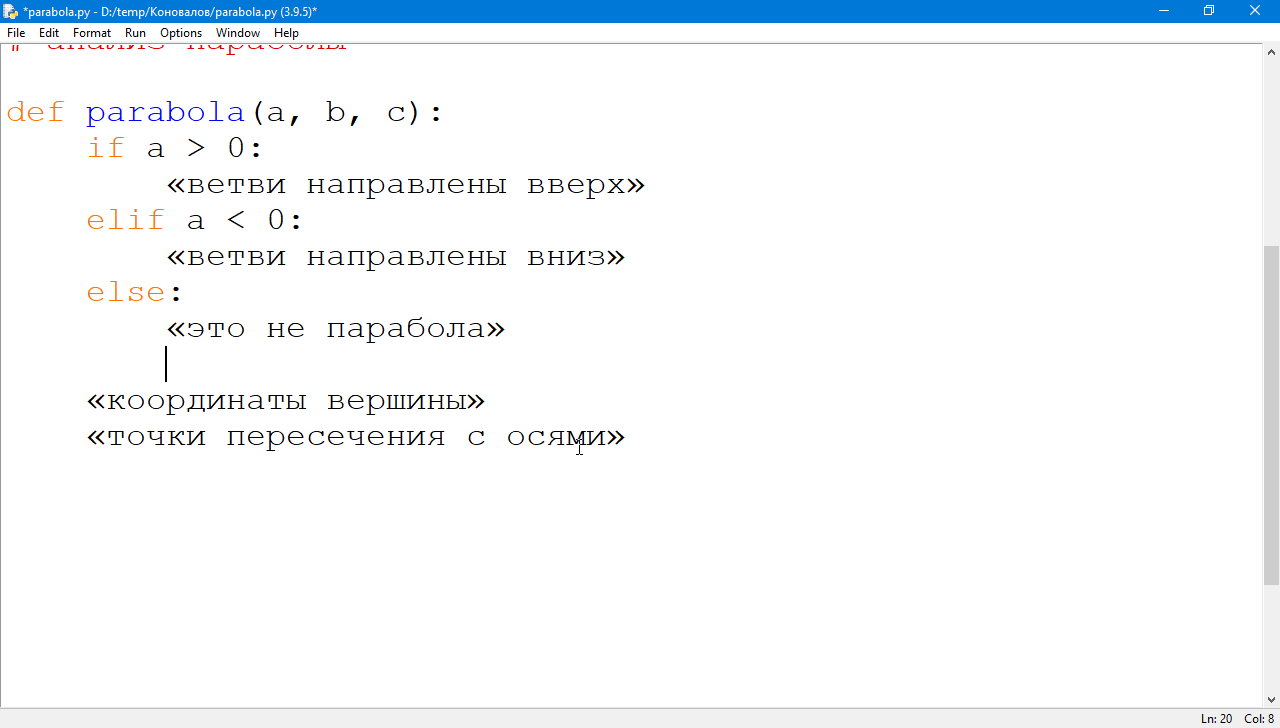 *parabola.py - D:/temp/Коновалов/parabola.py (3.9.5)*
File Edit Format Run Options Window Help
# анализ параболы
def parabola(a, b, c):
if a > 0:
«ветви направлены вверх»
elif a < 0:
«ветви направлены вниз»
else:
«это не парабола»
«координаты вершины»
«точки пересечения с осями»
Ln: 20 Col: 8